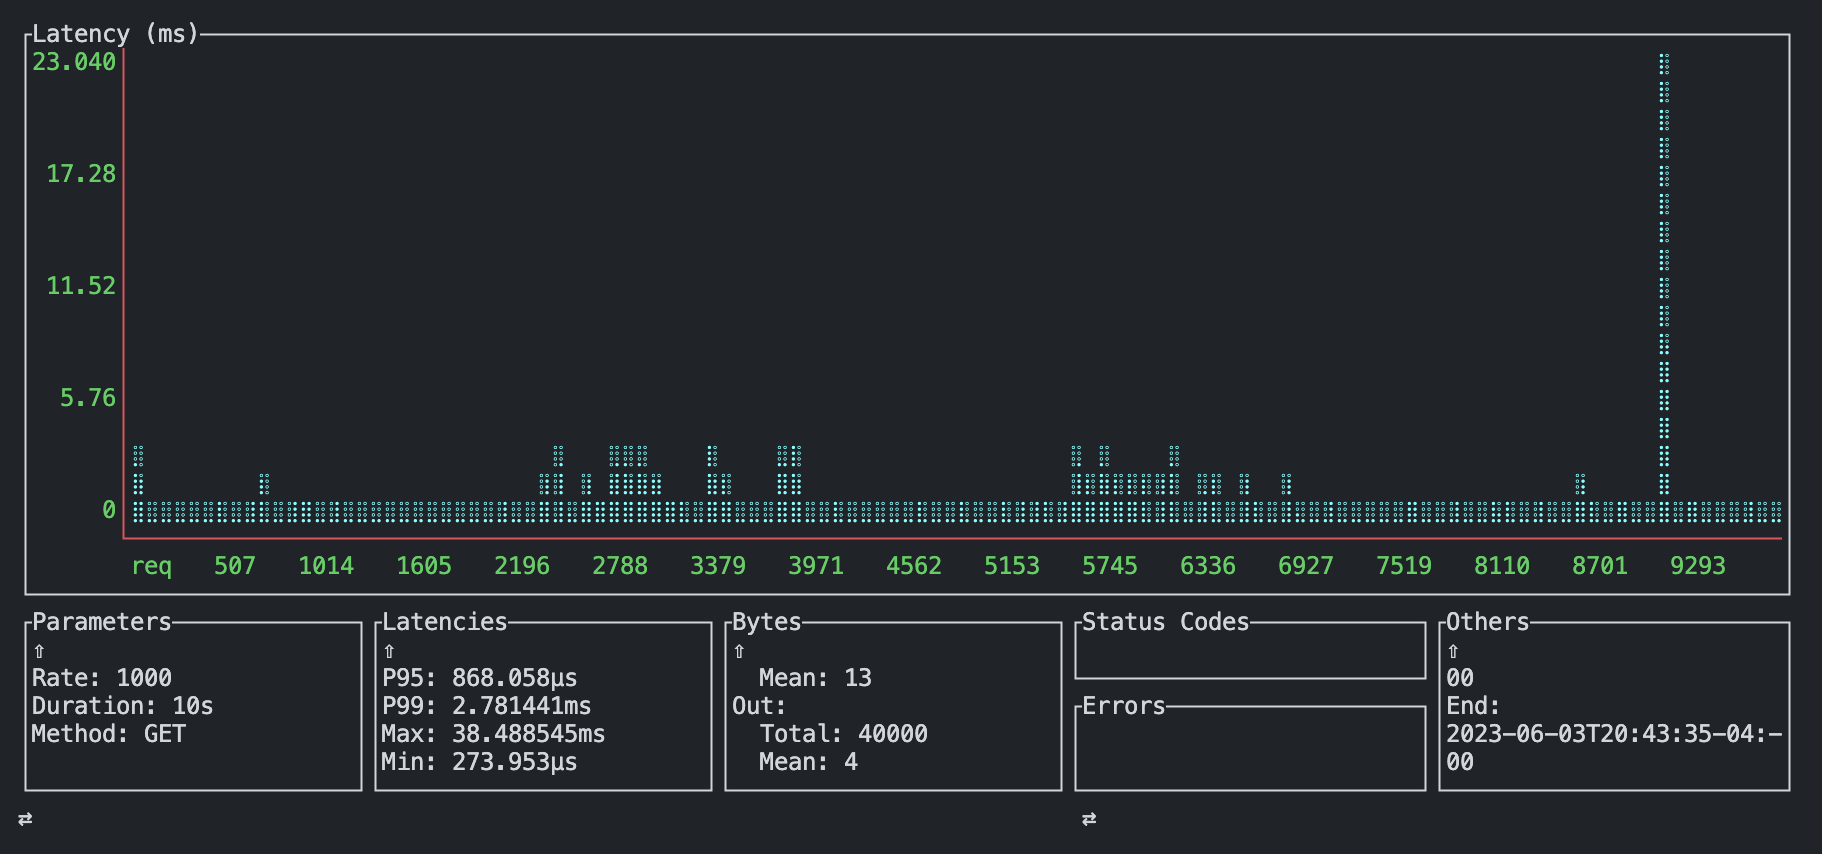 Latency (ms)
23.040
17.28
11.52
5.76
0
req 507 1014 1605 2196 2788 3379 3971 4562 5153 5745 6336 6927 7519 8110 8701 9293
Parameters
⇧
Rate: 1000
Duration: 10s
Method: GET
Latencies
⇧
P95: 868.058µs
P99: 2.781441ms
Max: 38.488545ms
Min: 273.953µs
Bytes
⇧
Mean: 13
Out:
Total: 40000
Mean: 4
Status Codes
Errors
Others
⇧
00
End:
2023-06-03T20:43:35-04:-
00
⇄ ⇄